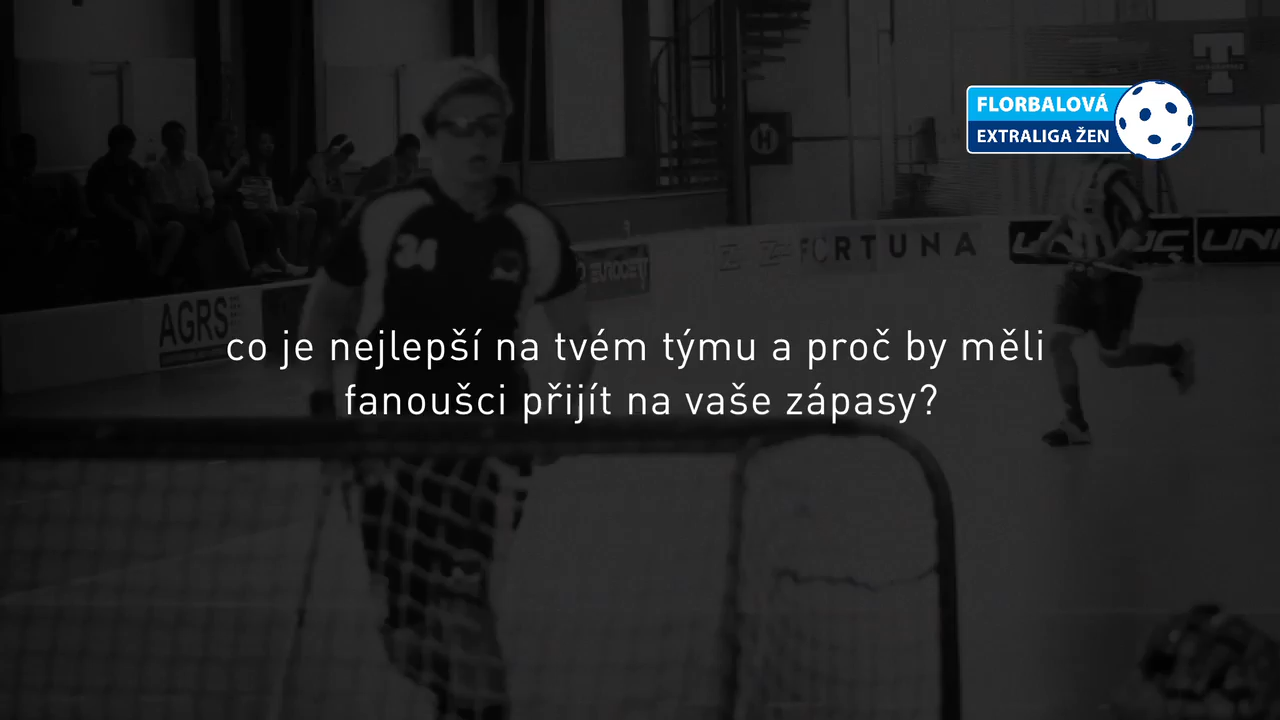 FLORBALOVÁ
EXTRALIGA ŽEN
34
FORTUNA
AGRS
co je nejlepší na tvém týmu a proč by měli
fanoušci přijít na vaše zápasy?